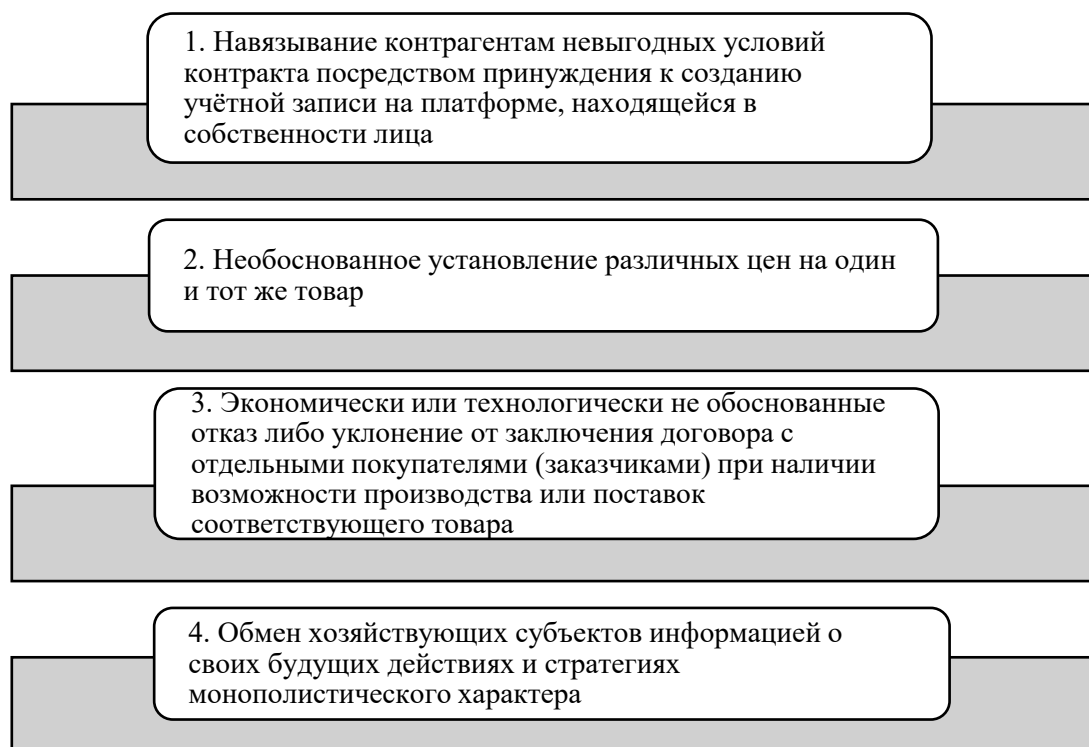 1. Навязывание контрагентам невыгодных условий
контракта посредством принуждения к созданию
учётной записи на платформе, находящейся в
собственности лица
2. Необоснованное установление различных цен на один
и тот же товар
3. Экономически или технологически не обоснованные
отказ либо уклонение от заключения договора с
отдельными покупателями (заказчиками) при наличии
возможности производства или поставок
соответствующего товара
4. Обмен хозяйствующих субъектов информацией о
своих будущих действиях и стратегиях
монополистического характера